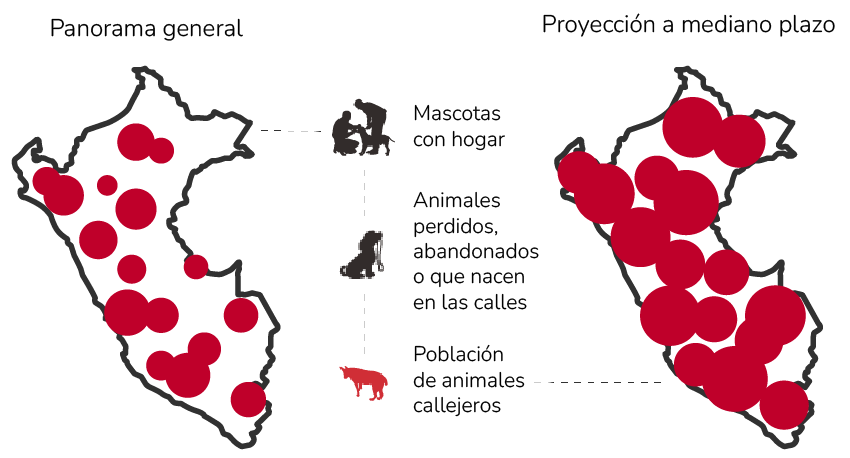 Panorama general
Proyección a mediano plazo
Mascotas
con hogar
Animales
perdidos,
abandonados
o que nacen
en las calles
Población
de animales
callejeros